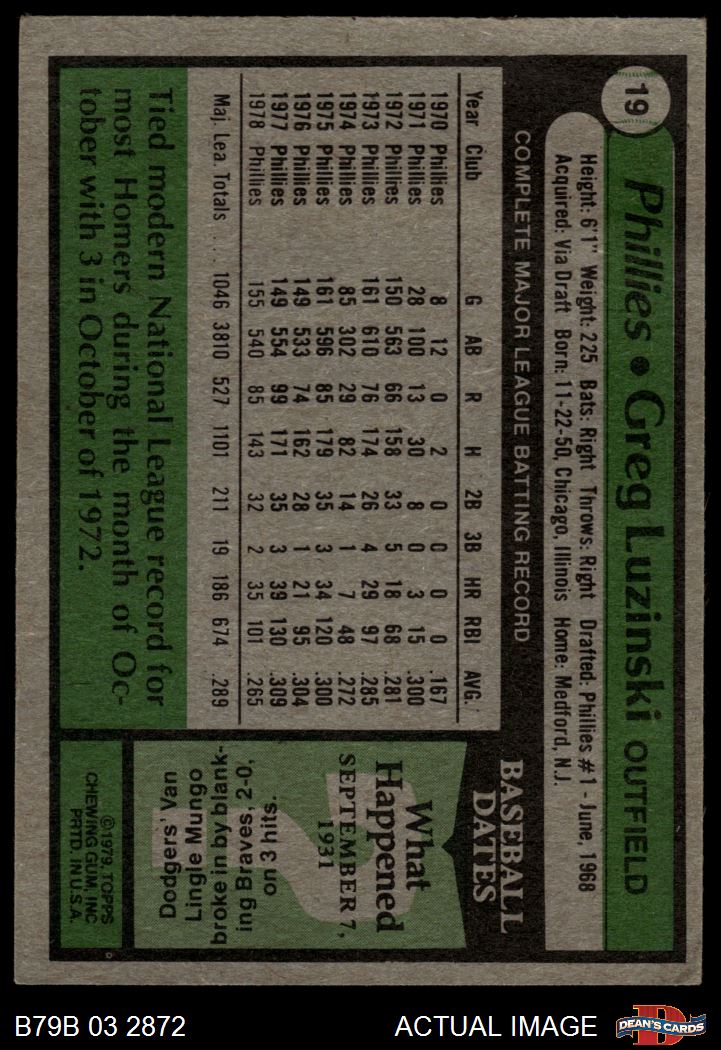 19
Phillies • Greg Luzinski OUTFIELD
Height: 6'1" Weight: 225 Bats: Right Throws: Right Drafted: Phillies #1 - June, 1968
Acquired: Via Draft Born: 11-22-50, Chicago, Illinois Home: Medford, N.J.
COMPLETE MAJOR LEAGUE BATTING RECORD
Year Club G AB R H 2B 3B HR RBI AVG.
1970 Phillies 8 12 0 2 0 0 0 0 .167
1971 Phillies 28 100 13 30 8 0 3 15 .300
1972 Phillies 150 563 66 158 33 5 18 68 .281
1973 Phillies 161 610 76 174 26 4 29 97 .285
1974 Phillies 85 302 29 82 14 1 7 48 .272
1975 Phillies 161 596 85 179 35 3 34 120 .300
1976 Phillies 149 533 74 162 28 1 21 95 .304
1977 Phillies 149 554 99 171 35 3 39 130 .309
1978 Phillies 155 540 85 143 32 2 35 101 .265
Maj. Lea. Totals ... 1046 3810 527 1101 211 19 186 674 .289
Tied modern National League record for
most Homers during the month of Oc-
tober with 3 in October of 1972.
BASEBALL
DATES
What
Happened
SEPTEMBER 7,
1931
?
Dodgers' Van
Lingle Mungo
broke in by blank-
ing Braves, 2-0,
on 3 hits.
©1979, TOPPS
CHEWING GUM, INC
PRTD. IN U.S.A.
B79B 03 2872
ACTUAL IMAGE
D
DEAN'S CARDS